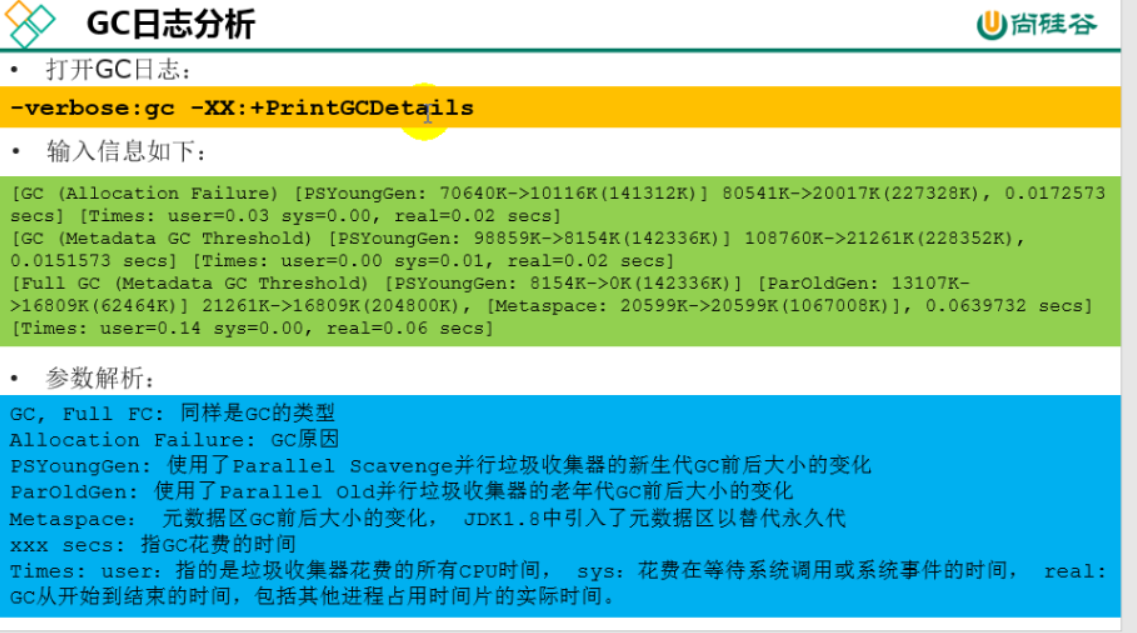 GC日志分析
尚硅谷
• 打开GC日志:
-verbose:gc -XX:+PrintGCDetails
• 输入信息如下:
[GC (Allocation Failure) [PSYoungGen: 70640K->10116K(141312K)] 80541K->20017K(227328K), 0.0172573
secs] [Times: user=0.03 sys=0.00, real=0.02 secs]
[GC (Metadata GC Threshold) [PSYoungGen: 98859K->8154K(142336K)] 108760K->21261K(228352K),
0.0151573 secs] [Times: user=0.00 sys=0.01, real=0.02 secs]
[Full GC (Metadata GC Threshold) [PSYoungGen: 8154K->0K(142336K)] [ParOldGen: 13107K-
>16809K(62464K)] 21261K->16809K(204800K), [Metaspace: 20599K->20599K(1067008K)], 0.0639732 secs]
[Times: user=0.14 sys=0.00, real=0.06 secs]
• 参数解析:
GC, Full FC: 同样是GC的类型
Allocation Failure: GC原因
PSYoungGen: 使用了Parallel Scavenge并行垃圾收集器的新生代GC前后大小的变化
ParOldGen: 使用了Parallel Old并行垃圾收集器的老年代GC前后大小的变化
Metaspace: 元数据区GC前后大小的变化, JDK1.8中引入了元数据区以替代永久代
xxx secs: 指GC花费的时间
Times: user: 指的是垃圾收集器花费的所有CPU时间, sys: 花费在等待系统调用或系统事件的时间, real:
GC从开始到结束的时间，包括其他进程占用时间片的实际时间。